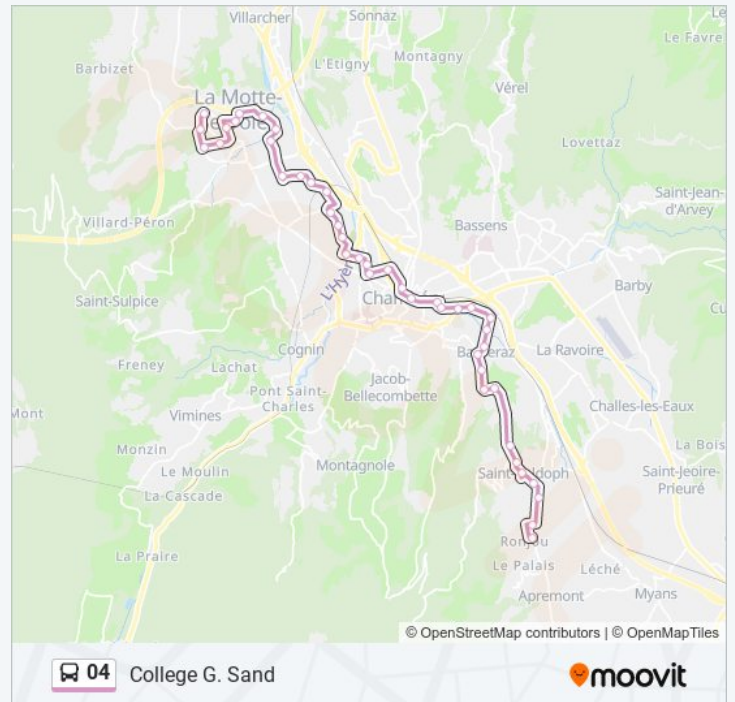 Villarcher
Sonnaz
Le Favre
Barbizet
L'Etigny
Montagny
Vérel
La Motte-
Lovettaz
Saint-Jean-
d'Arvey
Villard-Péron
Bassens
L'Hyère
Saint-Sulpice
Barby
Cognin
La Ravoire
Freney
Lachat
Jacob-
Bellecombette
Pont Saint-
Charles
Vimines
Challes-les-Eaux
Mont
Monzin
Montagnole
La Bois
Le Moulin
Saint-Jeoire-
Prieuré
La Cascade
Ronjou
La Praire
Le Palais
Léché
Apremont
Myans
© OpenStreetMap contributors | © OpenMapTiles
04 College G. Sand
moovit